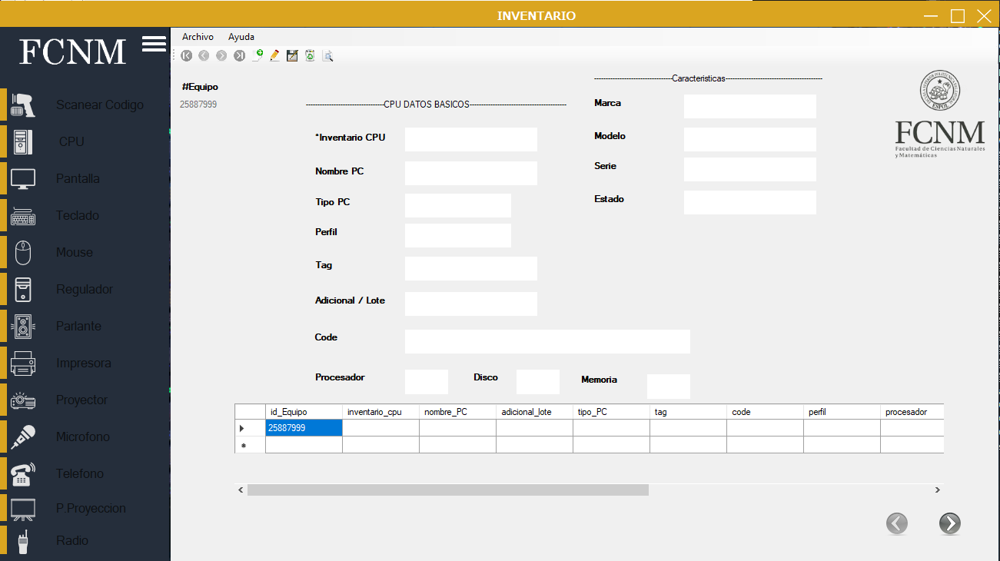 INVENTARIO
FCNM
Scanear Codigo
CPU
Pantalla
Teclado
Mouse
Regulador
Parlante
Impresora
Proyector
Microfono
Telefono
P.Proyeccion
Radio
Archivo Ayuda
#Equipo
25887999
CPU DATOS BASICOS
*Inventario CPU
Nombre PC
Tipo PC
Perfil
Tag
Adicional / Lote
Code
Procesador Disco Memoria
Caracteristicas
Marca
Modelo
Serie
Estado
ESPOL
FCNM
Facultad de Ciencias Naturales
y Matemáticas
id_Equipo inventario_cpu nombre_PC adicional_lote tipo_PC tag code perfil procesador
25887999